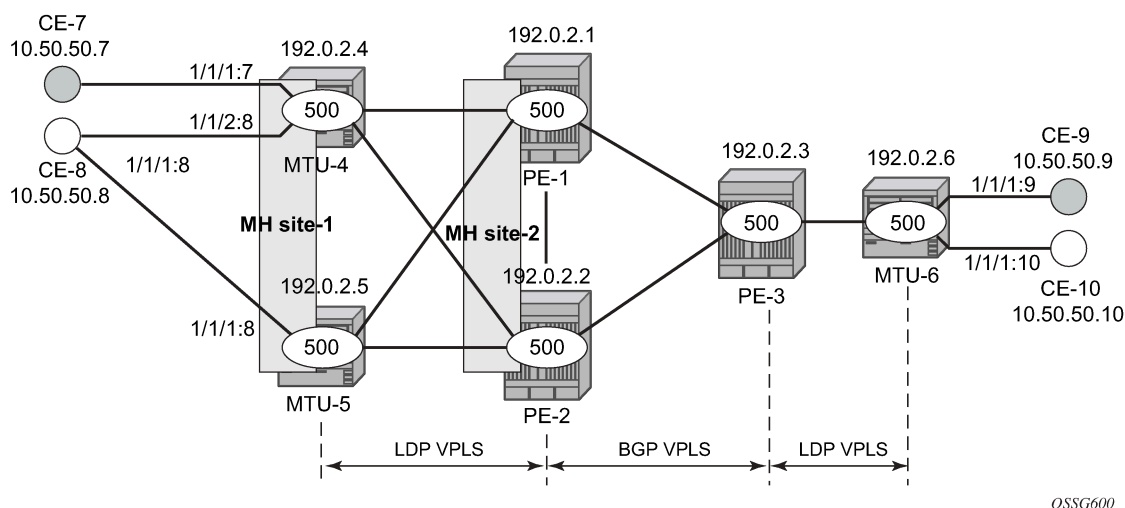 CE-7
10.50.50.7
1/1/1:7
192.0.2.4
500
MTU-4
1/1/2:8
CE-8
10.50.50.8
1/1/1:8
MH site-1
192.0.2.5
1/1/1:8
500
MTU-5
192.0.2.1
500
PE-1
MH site-2
192.0.2.2
500
PE-2
192.0.2.3
500
PE-3
192.0.2.6
500
MTU-6
CE-9
10.50.50.9
1/1/1:9
1/1/1:10
CE-10
10.50.50.10
LDP VPLS
BGP VPLS
LDP VPLS
OSSG600